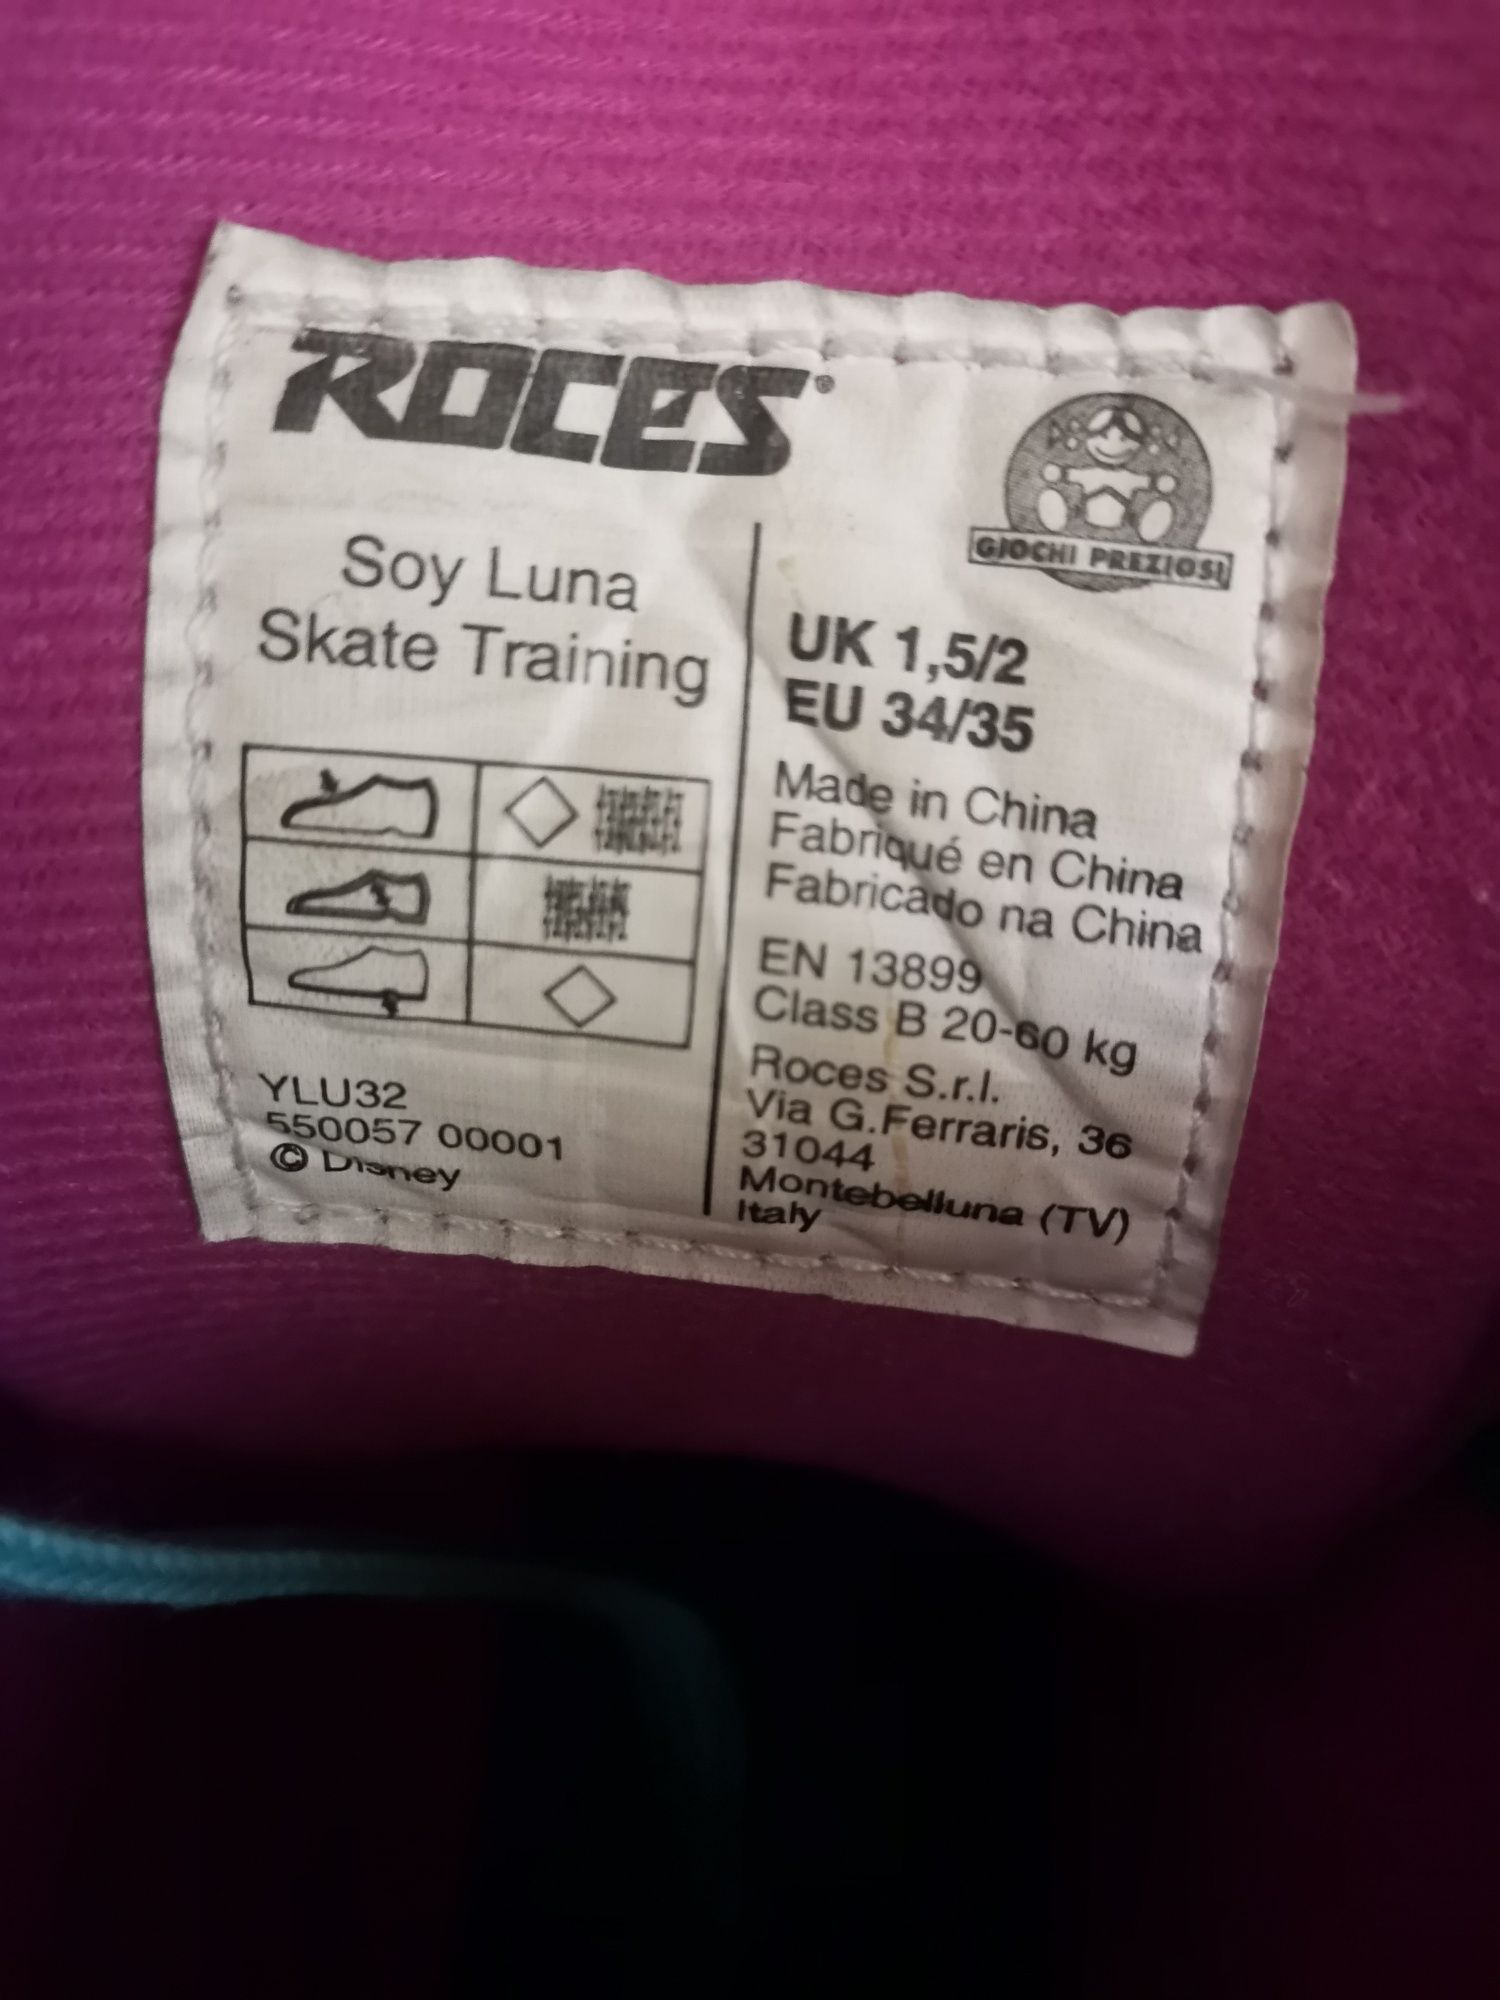 ROCES®
GIOCHI PREZIOSI
Soy Luna
Skate Training
YLU32
550057 00001
© Disney
UK 1,5/2
EU 34/35
Made in China
Fabriqué en China
Fabricado na China
EN 13899
Class B 20-60 kg
Roces S.r.l.
Via G.Ferraris, 36
31044
Montebelluna (TV)
Italy